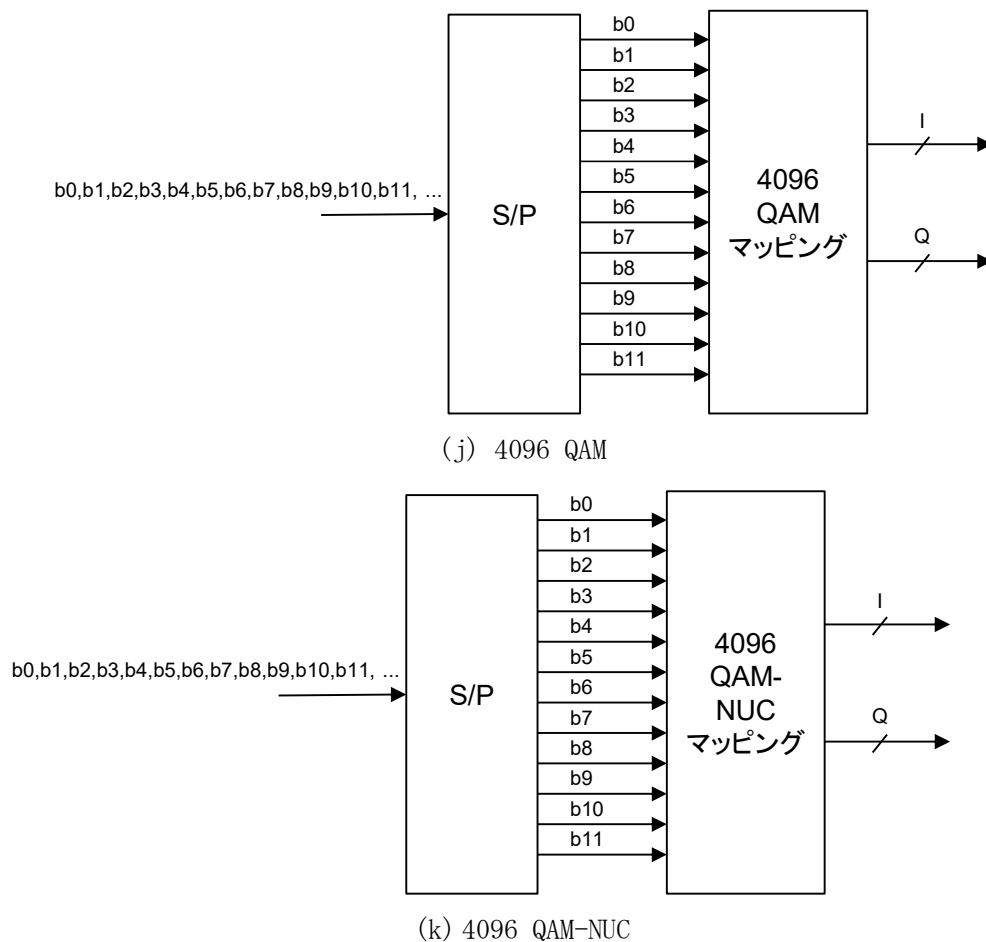 b0
b1
b2
b3
b4
b5
b6
b7
b8
b9
b10
b11
b0,b1,b2,b3,b4,b5,b6,b7,b8,b9,b10,b11, ...
S/P
4096
QAM
マッピング
I
Q
(j) 4096 QAM
b0
b1
b2
b3
b4
b5
b6
b7
b8
b9
b10
b11
b0,b1,b2,b3,b4,b5,b6,b7,b8,b9,b10,b11, ...
S/P
4096
QAM-
NUC
マッピング
I
Q
(k) 4096 QAM-NUC